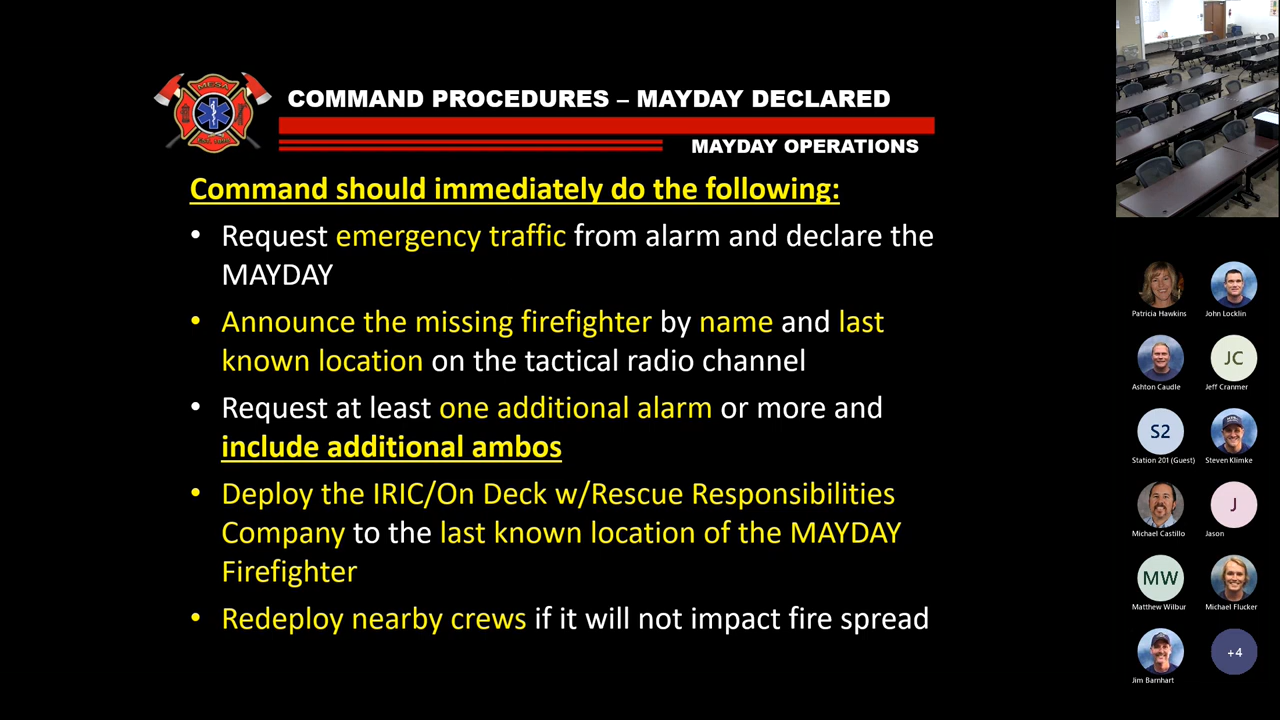 COMMAND PROCEDURES – MAYDAY DECLARED
MAYDAY OPERATIONS
MESA
Command should immediately do the following:
• Request emergency traffic from alarm and declare the
MAYDAY
• Announce the missing firefighter by name and last
known location on the tactical radio channel
• Request at least one additional alarm or more and
include additional ambos
• Deploy the IRIC/On Deck w/Rescue Responsibilities
Company to the last known location of the MAYDAY
Firefighter
• Redeploy nearby crews if it will not impact fire spread
Patricia Hawkins
John Locklin
JC
Ashton Caudle
Jeff Cranmer
S2
Station 201 (Guest)
Steven Klimke
J
Michael Castillo
Jason
MW
Matthew Wilbur
Michael Flucker
+4
Jim Barnhart